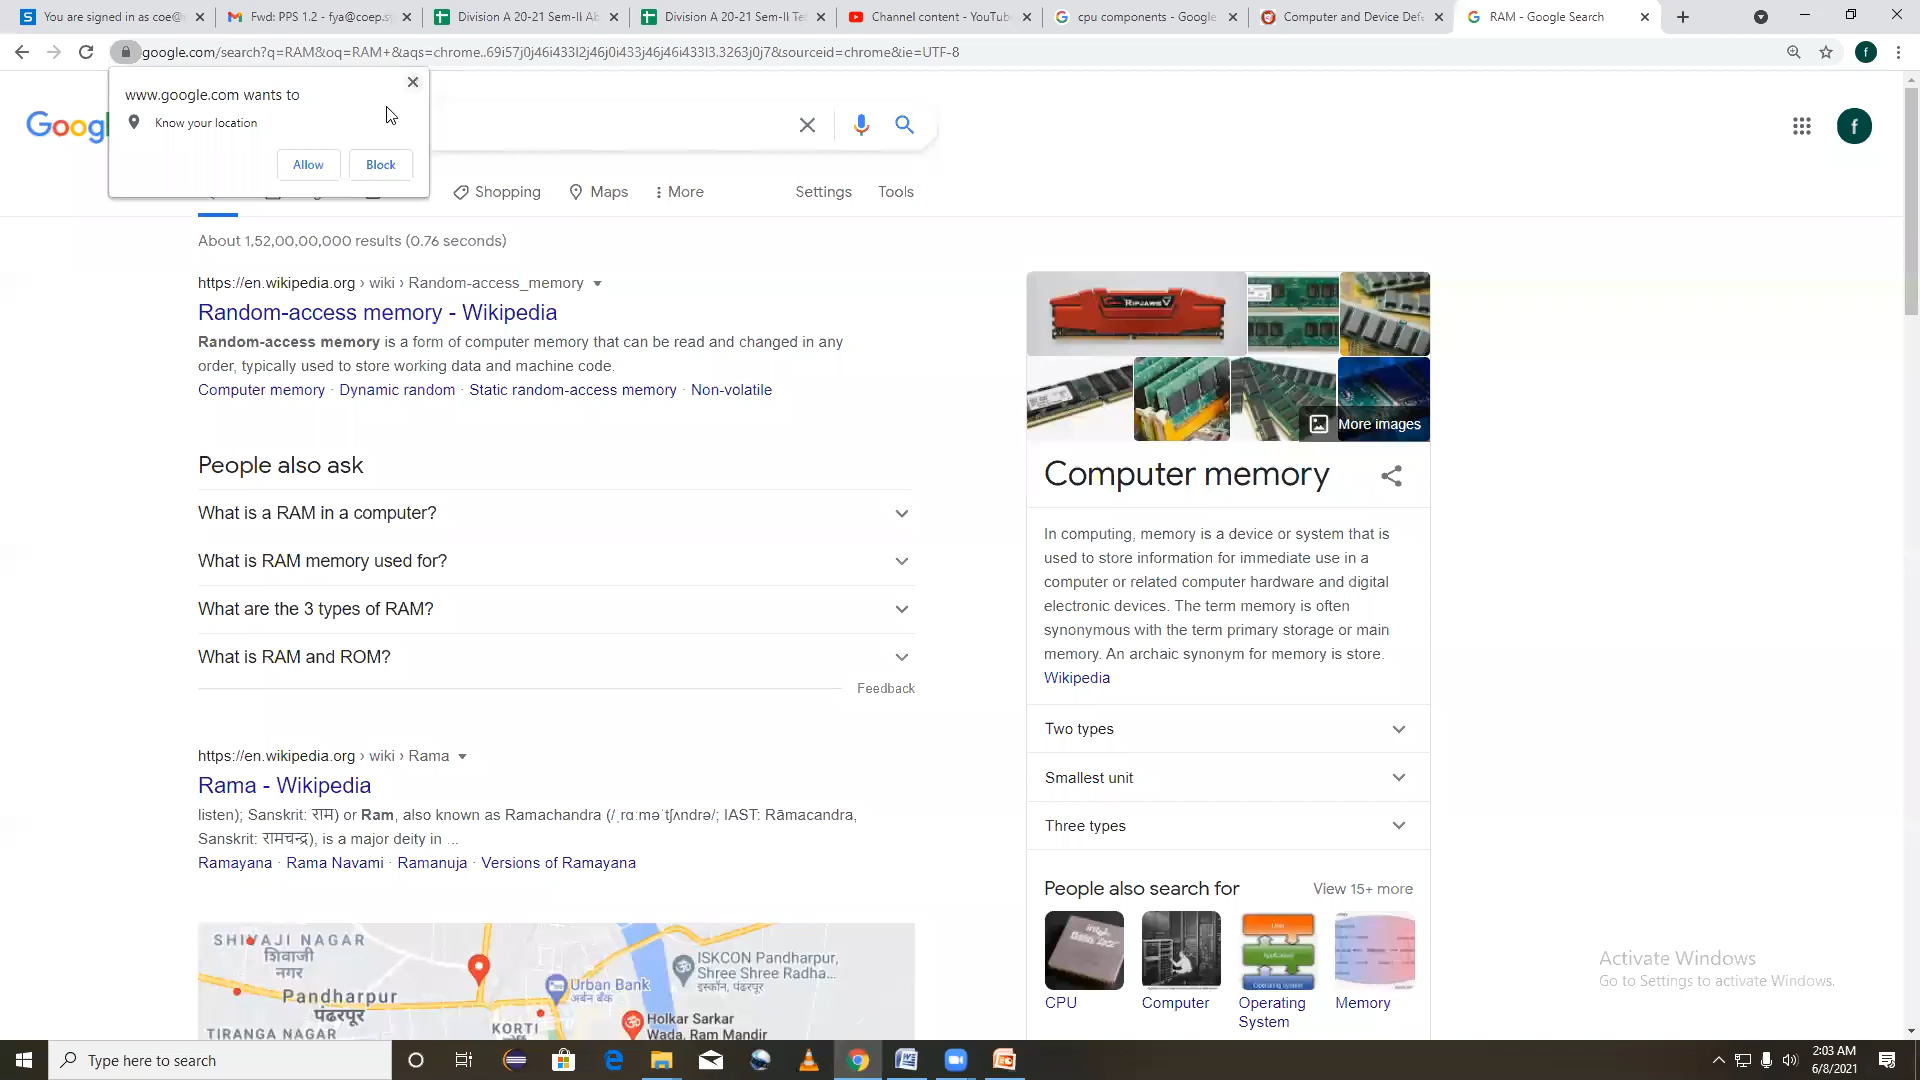 You are signed in as coe@
Fwd: PPS 1.2 - fya@coep.s
Division A 20-21 Sem-II Ab
Division A 20-21 Sem-II Te
Channel content - YouTube
cpu components - Google
Computer and Device Def
RAM - Google Search
google.com/search?q=RAM&oq=RAM+&aqs=chrome..69i57j0j46i433l2j46j0i433j46j46i433l3.3263j0j7&sourceid=chrome&ie=UTF-8
f
www.google.com wants to
Know your location
Allow
Block
Goog
f
Shopping
Maps
More
Settings
Tools
About 1,52,00,00,000 results (0.76 seconds)
https://en.wikipedia.org › wiki › Random-access_memory
Random-access memory - Wikipedia
Random-access memory is a form of computer memory that can be read and changed in any
order, typically used to store working data and machine code.
Computer memory · Dynamic random · Static random-access memory · Non-volatile
People also ask
What is a RAM in a computer?
What is RAM memory used for?
What are the 3 types of RAM?
What is RAM and ROM?
Feedback
https://en.wikipedia.org › wiki › Rama
Rama - Wikipedia
listen); Sanskrit: राम) or Ram, also known as Ramachandra (/ˌrɑːməˈtʃʌndrə/; IAST: Rāmacandra,
Sanskrit: रामचन्द्र), is a major deity in ...
Ramayana · Rama Navami · Ramanuja · Versions of Ramayana
SHIVAJI NAGAR
शिवाजी
नगर
Pandharpur
पंढरपूर
TIRANGA NAGAR
Urban Bank
अर्बन बँक
KORTI
ISKCON Pandharpur,
Shree Shree Radha...
इस्कॉन, पंढरपूर
Holkar Sarkar
Wada, Ram Mandir
RIPJAWS V
More images
Computer memory
In computing, memory is a device or system that is
used to store information for immediate use in a
computer or related computer hardware and digital
electronic devices. The term memory is often
synonymous with the term primary storage or main
memory. An archaic synonym for memory is store.
Wikipedia
Two types
Smallest unit
Three types
People also search for
View 15+ more
User
Application
Operating system
CPU
Computer
Operating
System
Memory
Activate Windows
Go to Settings to activate Windows.
Type here to search
2:03 AM
6/8/2021